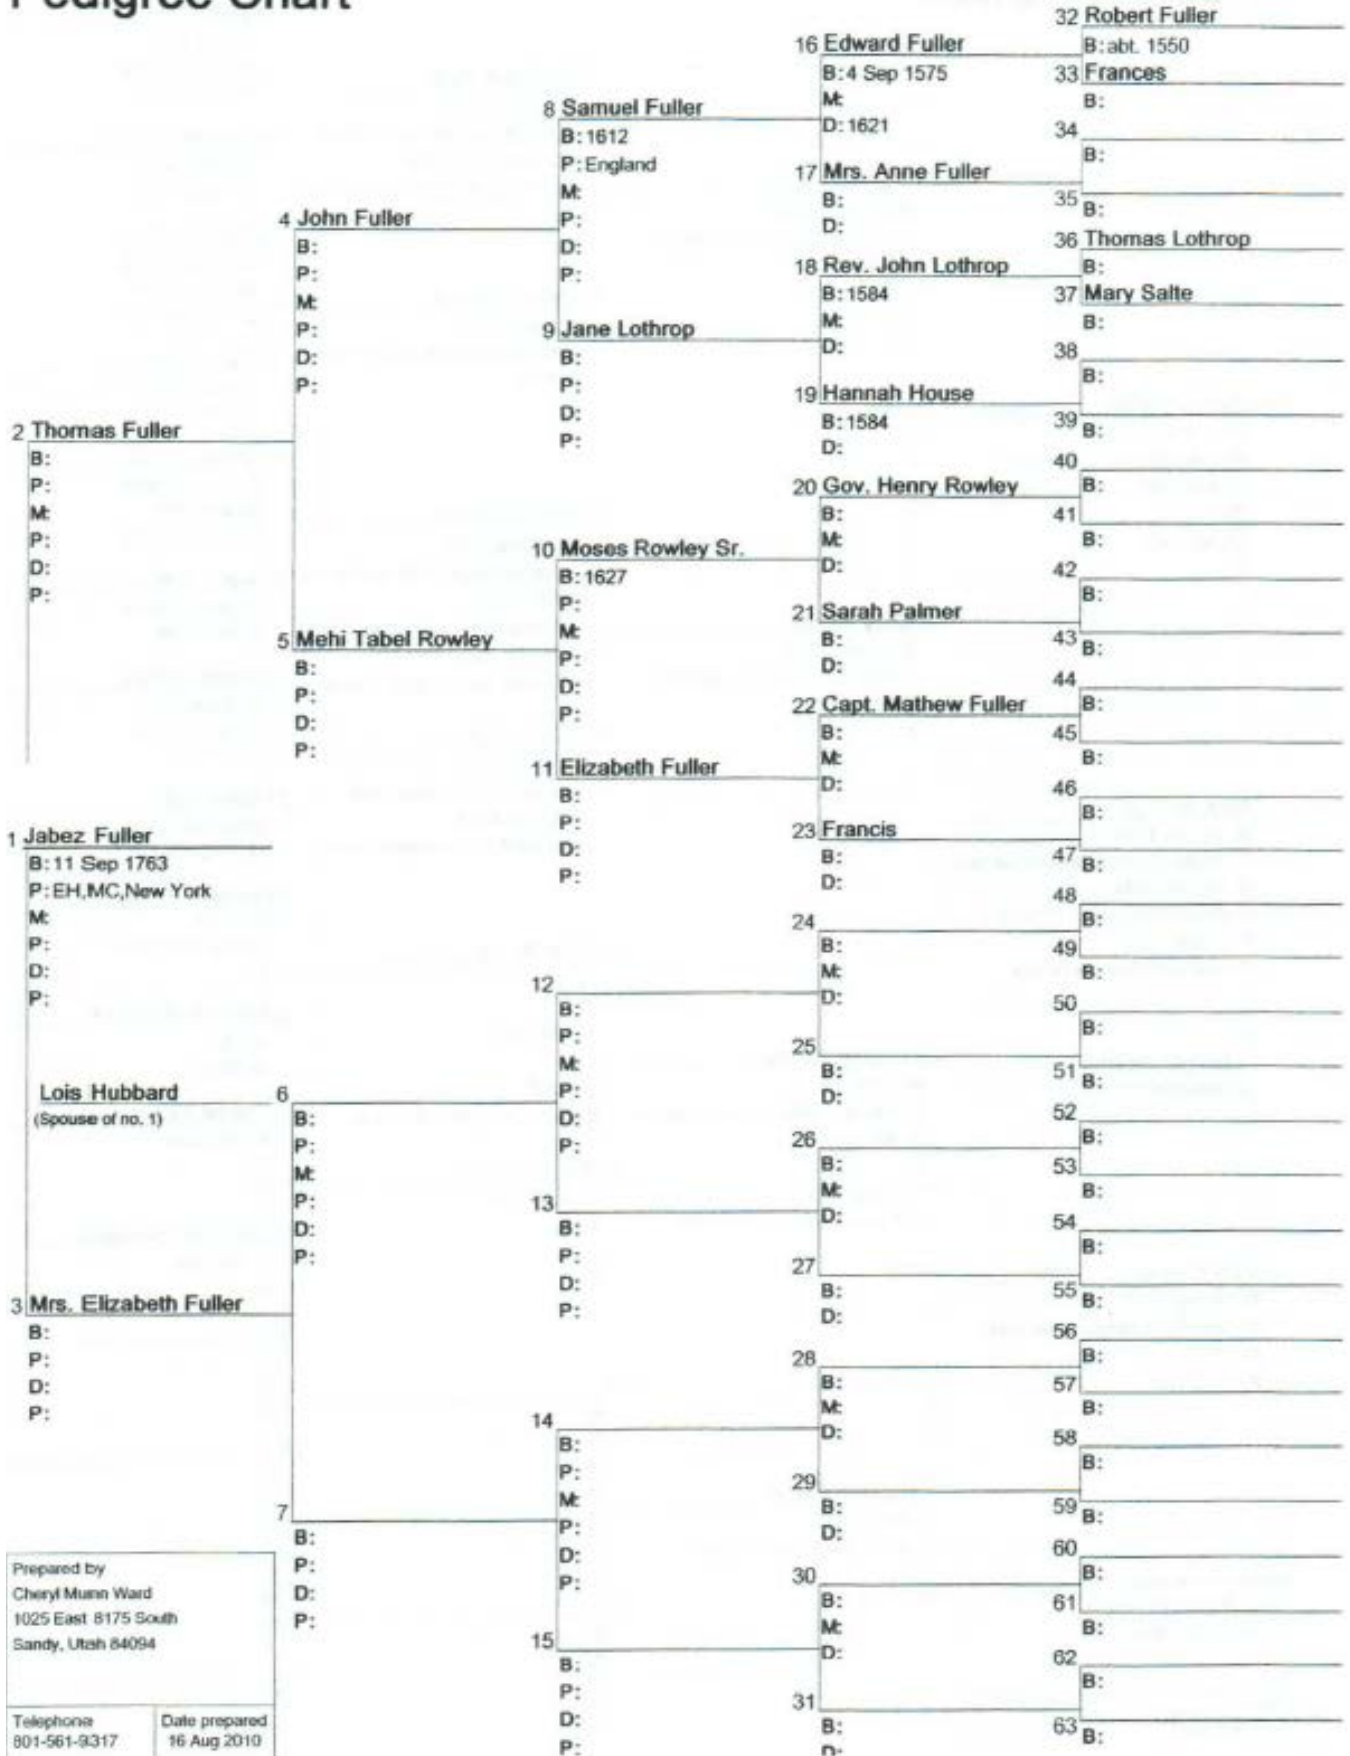 Pedigree Chart
2 Thomas Fuller
B:
P:
M:
P:
D:
P:
1 Jabez Fuller
B: 11 Sep 1763
P: EH,MC,New York
M:
P:
D:
P:
Lois Hubbard
(Spouse of no. 1)
3 Mrs. Elizabeth Fuller
B:
P:
D:
P:
Prepared by
Cheryl Munn Ward
1025 East 8175 South
Sandy, Utah 84094
Telephone
801-561-9317
Date prepared
16 Aug 2010
4 John Fuller
B:
P:
M:
P:
D:
P:
5 Mehi Tabel Rowley
B:
P:
D:
P:
6
B:
P:
M:
P:
D:
P:
7
B:
P:
D:
P:
8 Samuel Fuller
B: 1612
P: England
M:
P:
D:
P:
9 Jane Lothrop
B:
P:
D:
P:
10 Moses Rowley Sr.
B: 1627
P:
M:
P:
D:
P:
11 Elizabeth Fuller
B:
P:
D:
P:
12
B:
P:
M:
P:
D:
P:
13
B:
P:
D:
P:
14
B:
P:
M:
P:
D:
P:
15
B:
P:
D:
P:
16 Edward Fuller
B: 4 Sep 1575
M:
D: 1621
17 Mrs. Anne Fuller
B:
D:
18 Rev. John Lothrop
B: 1584
M:
D:
19 Hannah House
B: 1584
D:
20 Gov. Henry Rowley
B:
M:
D:
21 Sarah Palmer
B:
D:
22 Capt. Mathew Fuller
B:
M:
D:
23 Francis
B:
D:
24
B:
M:
D:
25
B:
D:
26
B:
M:
D:
27
B:
D:
28
B:
M:
D:
29
B:
D:
30
B:
M:
D:
31
B:
D:
32 Robert Fuller
B: abt. 1550
33 Frances
B:
34
B:
35
B:
36 Thomas Lothrop
B:
37 Mary Salte
B:
38
B:
39
B:
40
B:
41
B:
42
B:
43
B:
44
B:
45
B:
46
B:
47
B:
48
B:
49
B:
50
B:
51
B:
52
B:
53
B:
54
B:
55
B:
56
B:
57
B:
58
B:
59
B:
60
B:
61
B:
62
B:
63
B: